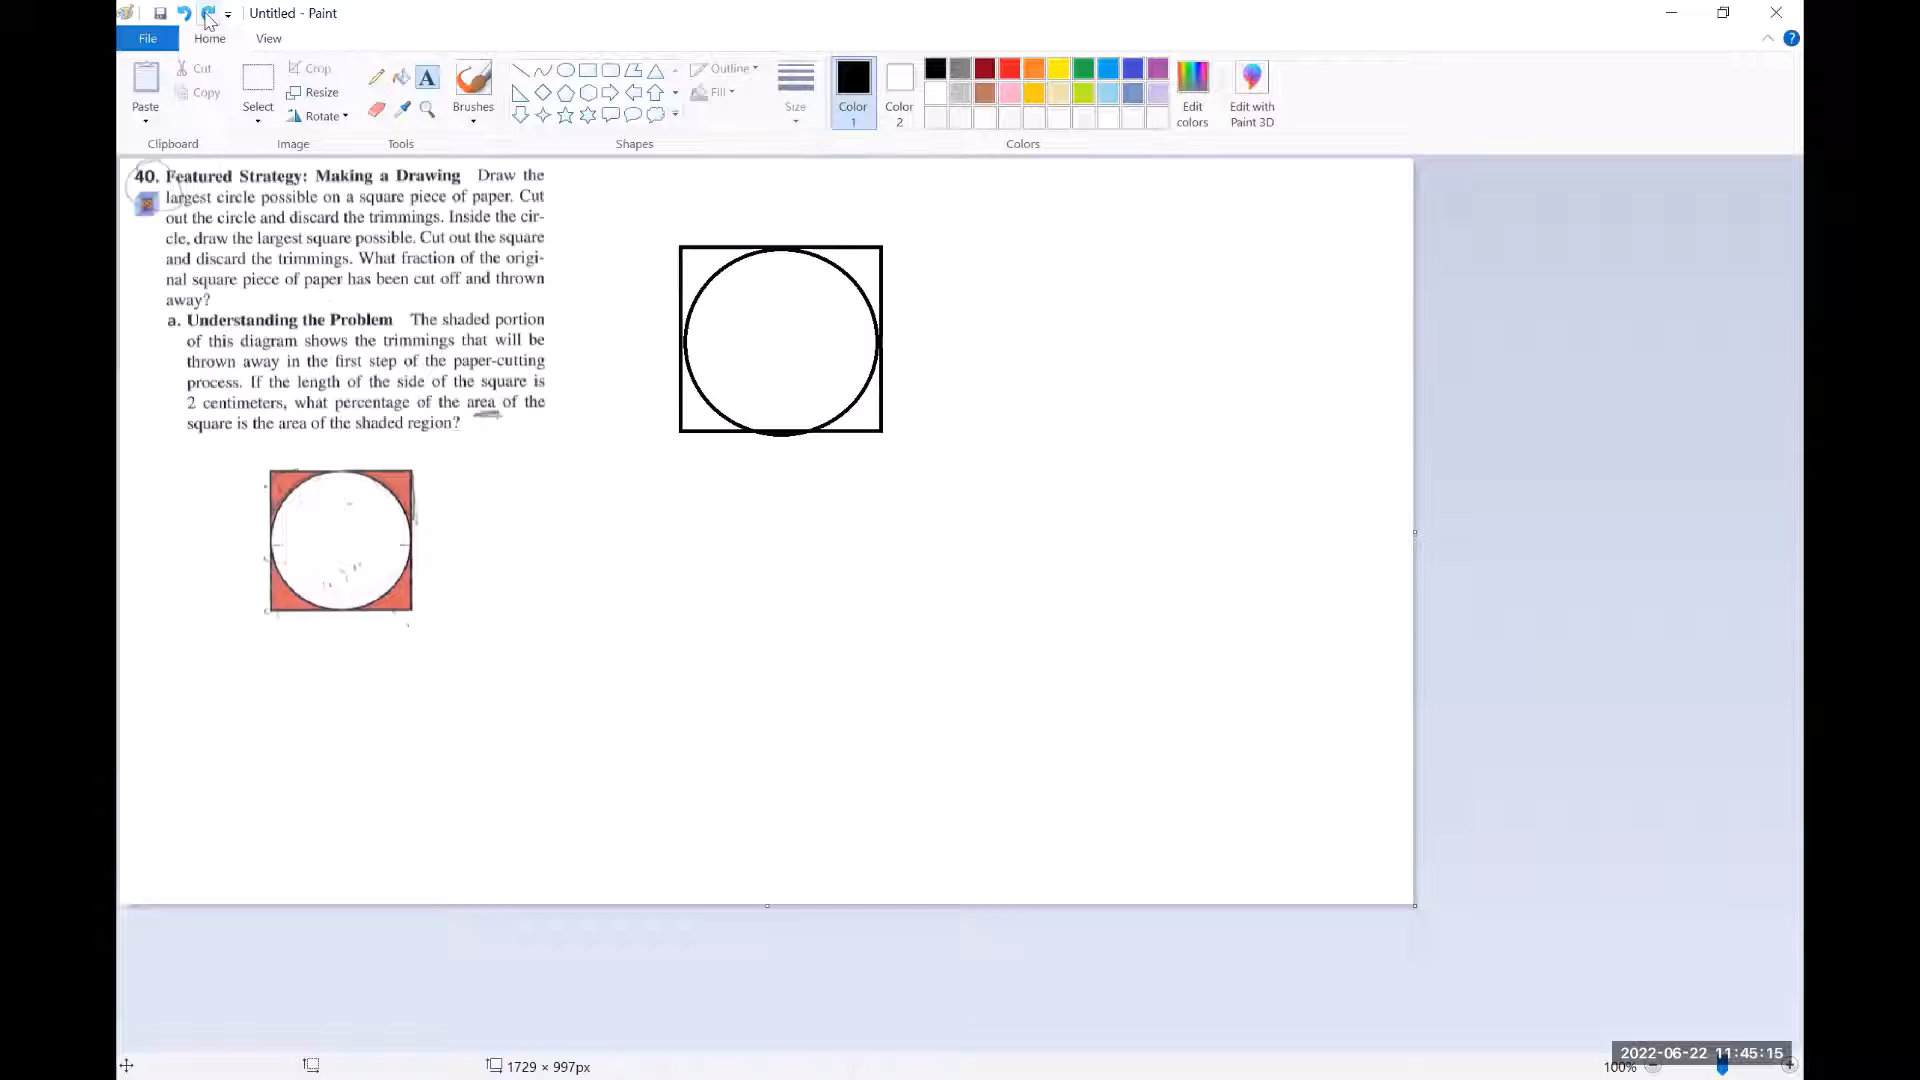 Untitled - Paint
File
Home
View
Paste
Cut
Copy
Clipboard
Select
Crop
Resize
Rotate
Image
A
Tools
Brushes
Shapes
Outline
Fill
Size
Color
1
Color
2
Edit
colors
Edit with
Paint 3D
Colors
?
40. Featured Strategy: Making a Drawing Draw the
largest circle possible on a square piece of paper. Cut
out the circle and discard the trimmings. Inside the cir-
cle, draw the largest square possible. Cut out the square
and discard the trimmings. What fraction of the origi-
nal square piece of paper has been cut off and thrown
away?
a. Understanding the Problem The shaded portion
of this diagram shows the trimmings that will be
thrown away in the first step of the paper-cutting
process. If the length of the side of the square is
2 centimeters, what percentage of the area of the
square is the area of the shaded region?
1729 × 997px
2022-06-22 11:45:15
100%